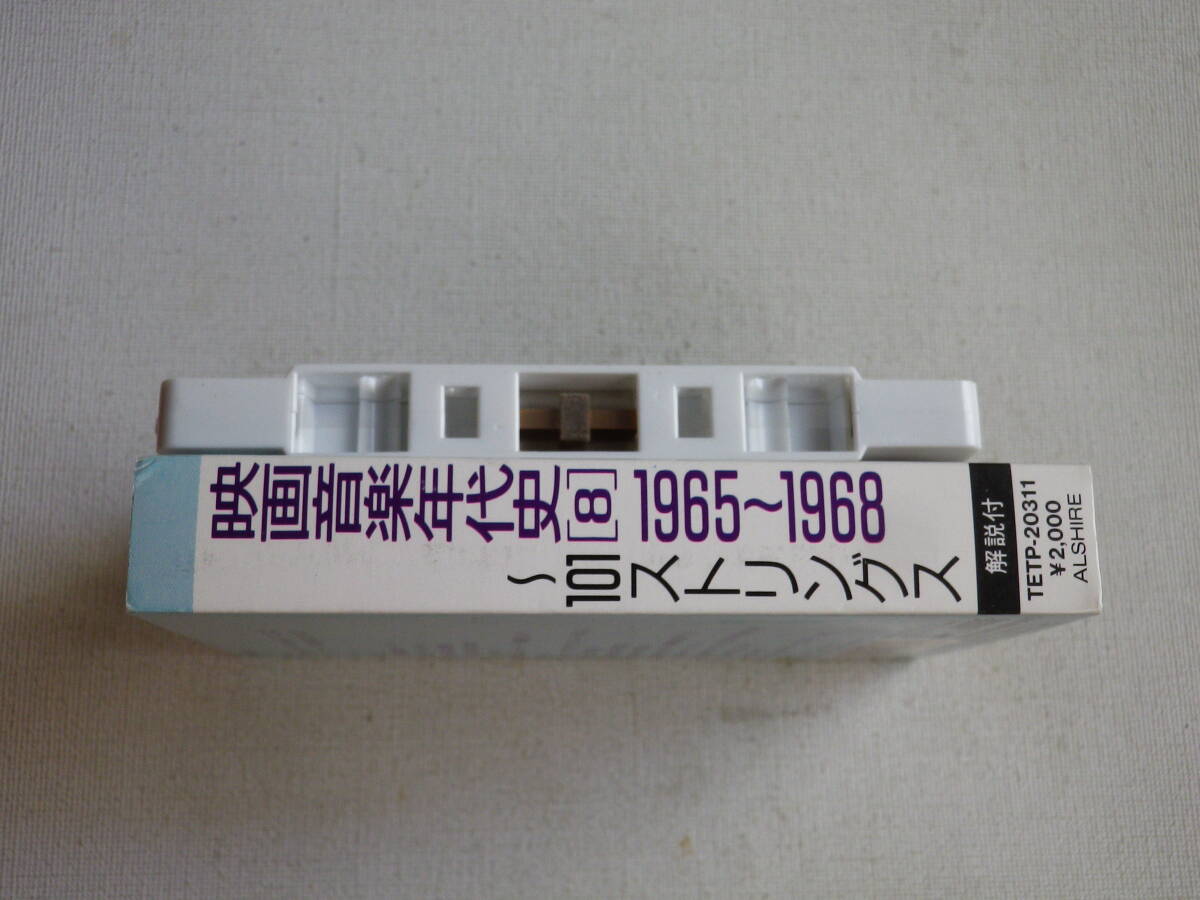 映画音楽年代史[8] 1965~1968
~101ストリングス
解説付
TETP-20311
¥2,000
ALSHIRE